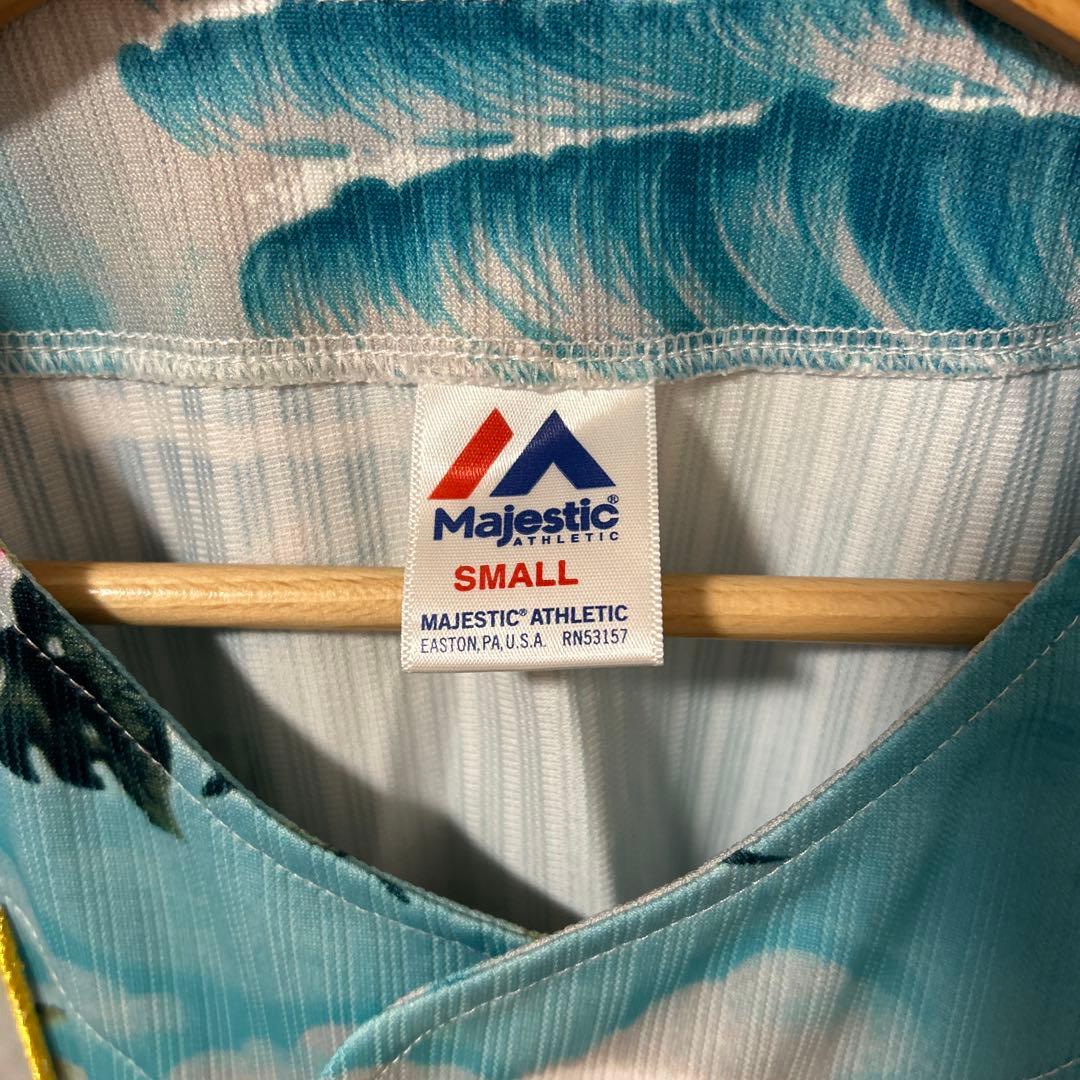 Majestic®
ATHLETIC
SMALL
MAJESTIC® ATHLETIC
EASTON, PA, U.S.A. RN53157